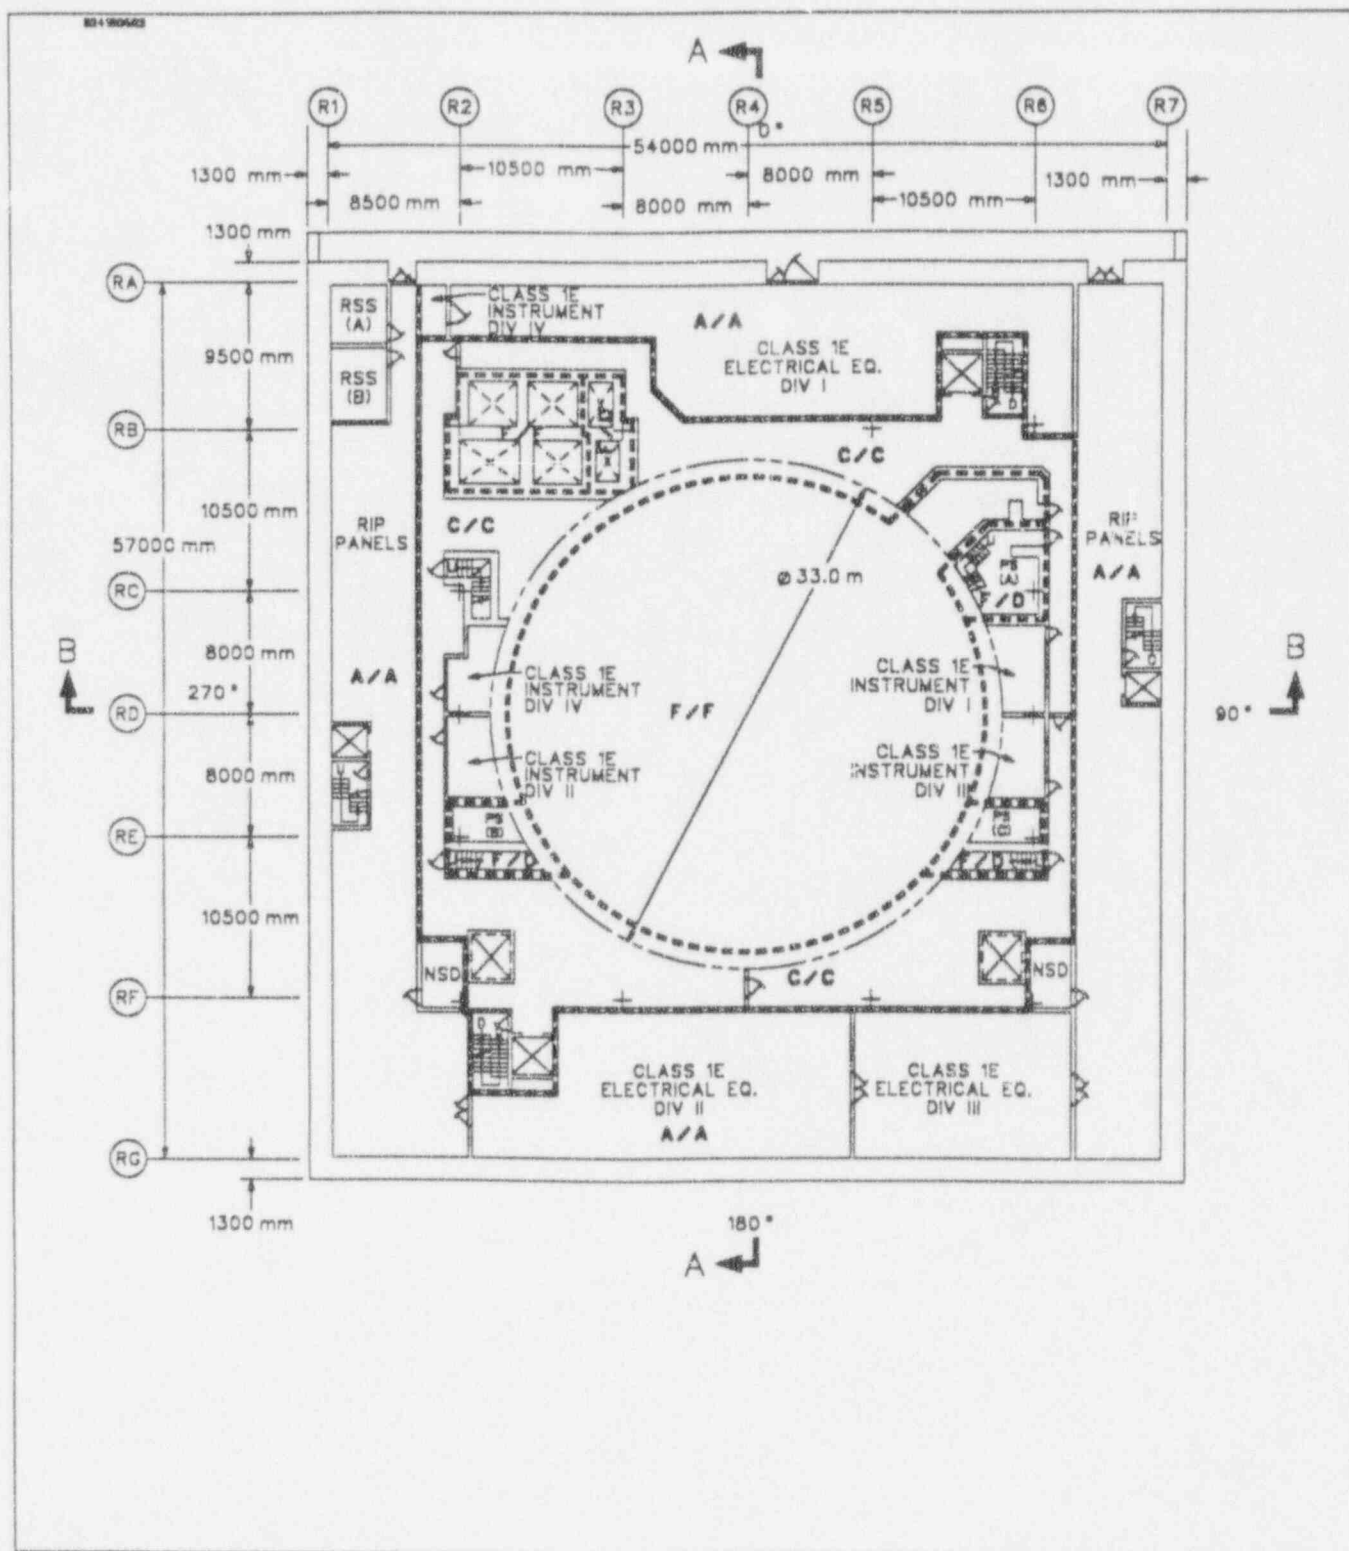 A
R1 R2 R3 R4 R5 R6 R7
0°
54000 mm
1300 mm 10500 mm 8000 mm 1300 mm
8500 mm 8000 mm 10500 mm
1300 mm
RA
CLASS 1E
INSTRUMENT
DIV IV
RSS
(A)
A/A
9500 mm
CLASS 1E
ELECTRICAL EQ.
DIV I
RSS
(B)
D
RB
C/C
10500 mm
C/C
RIP
PANELS
RIP
PANELS
57000 mm
A/A
Ø 33.0 m
RC
U
8000 mm
B
B
A/A
CLASS 1E
INSTRUMENT
DIV IV
CLASS 1E
INSTRUMENT
DIV I
270°
F/F
RD
90°
CLASS 1E
INSTRUMENT
DIV II
CLASS 1E
INSTRUMENT
DIV II
8000 mm
U
RE
F/D
F/D
10500 mm
NSD
C/C
NSD
RF
D
CLASS 1E
ELECTRICAL EQ.
DIV II
CLASS 1E
ELECTRICAL EQ.
DIV III
A/A
RG
1300 mm
180°
A